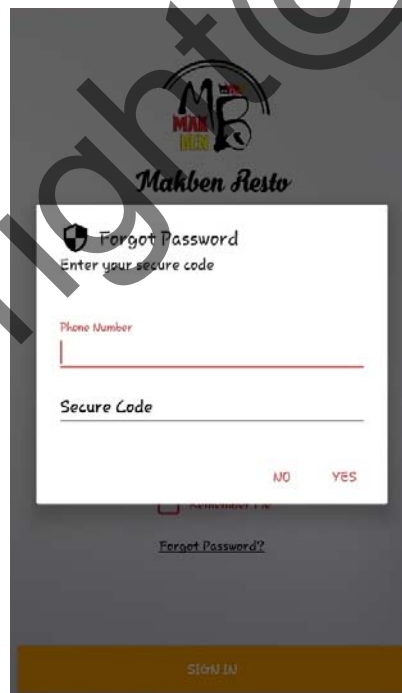 MAK
BEN
Makben Resto
Forgot Password
Enter your secure code
Phone Number
Secure Code
NO YES
Remember Me
Forgot Password?
SIGN IN